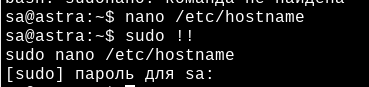 bash: sudonano: команда не найдена
sa@astra:~$ nano /etc/hostname
sa@astra:~$ sudo !!
sudo nano /etc/hostname
[sudo] пароль для sa: